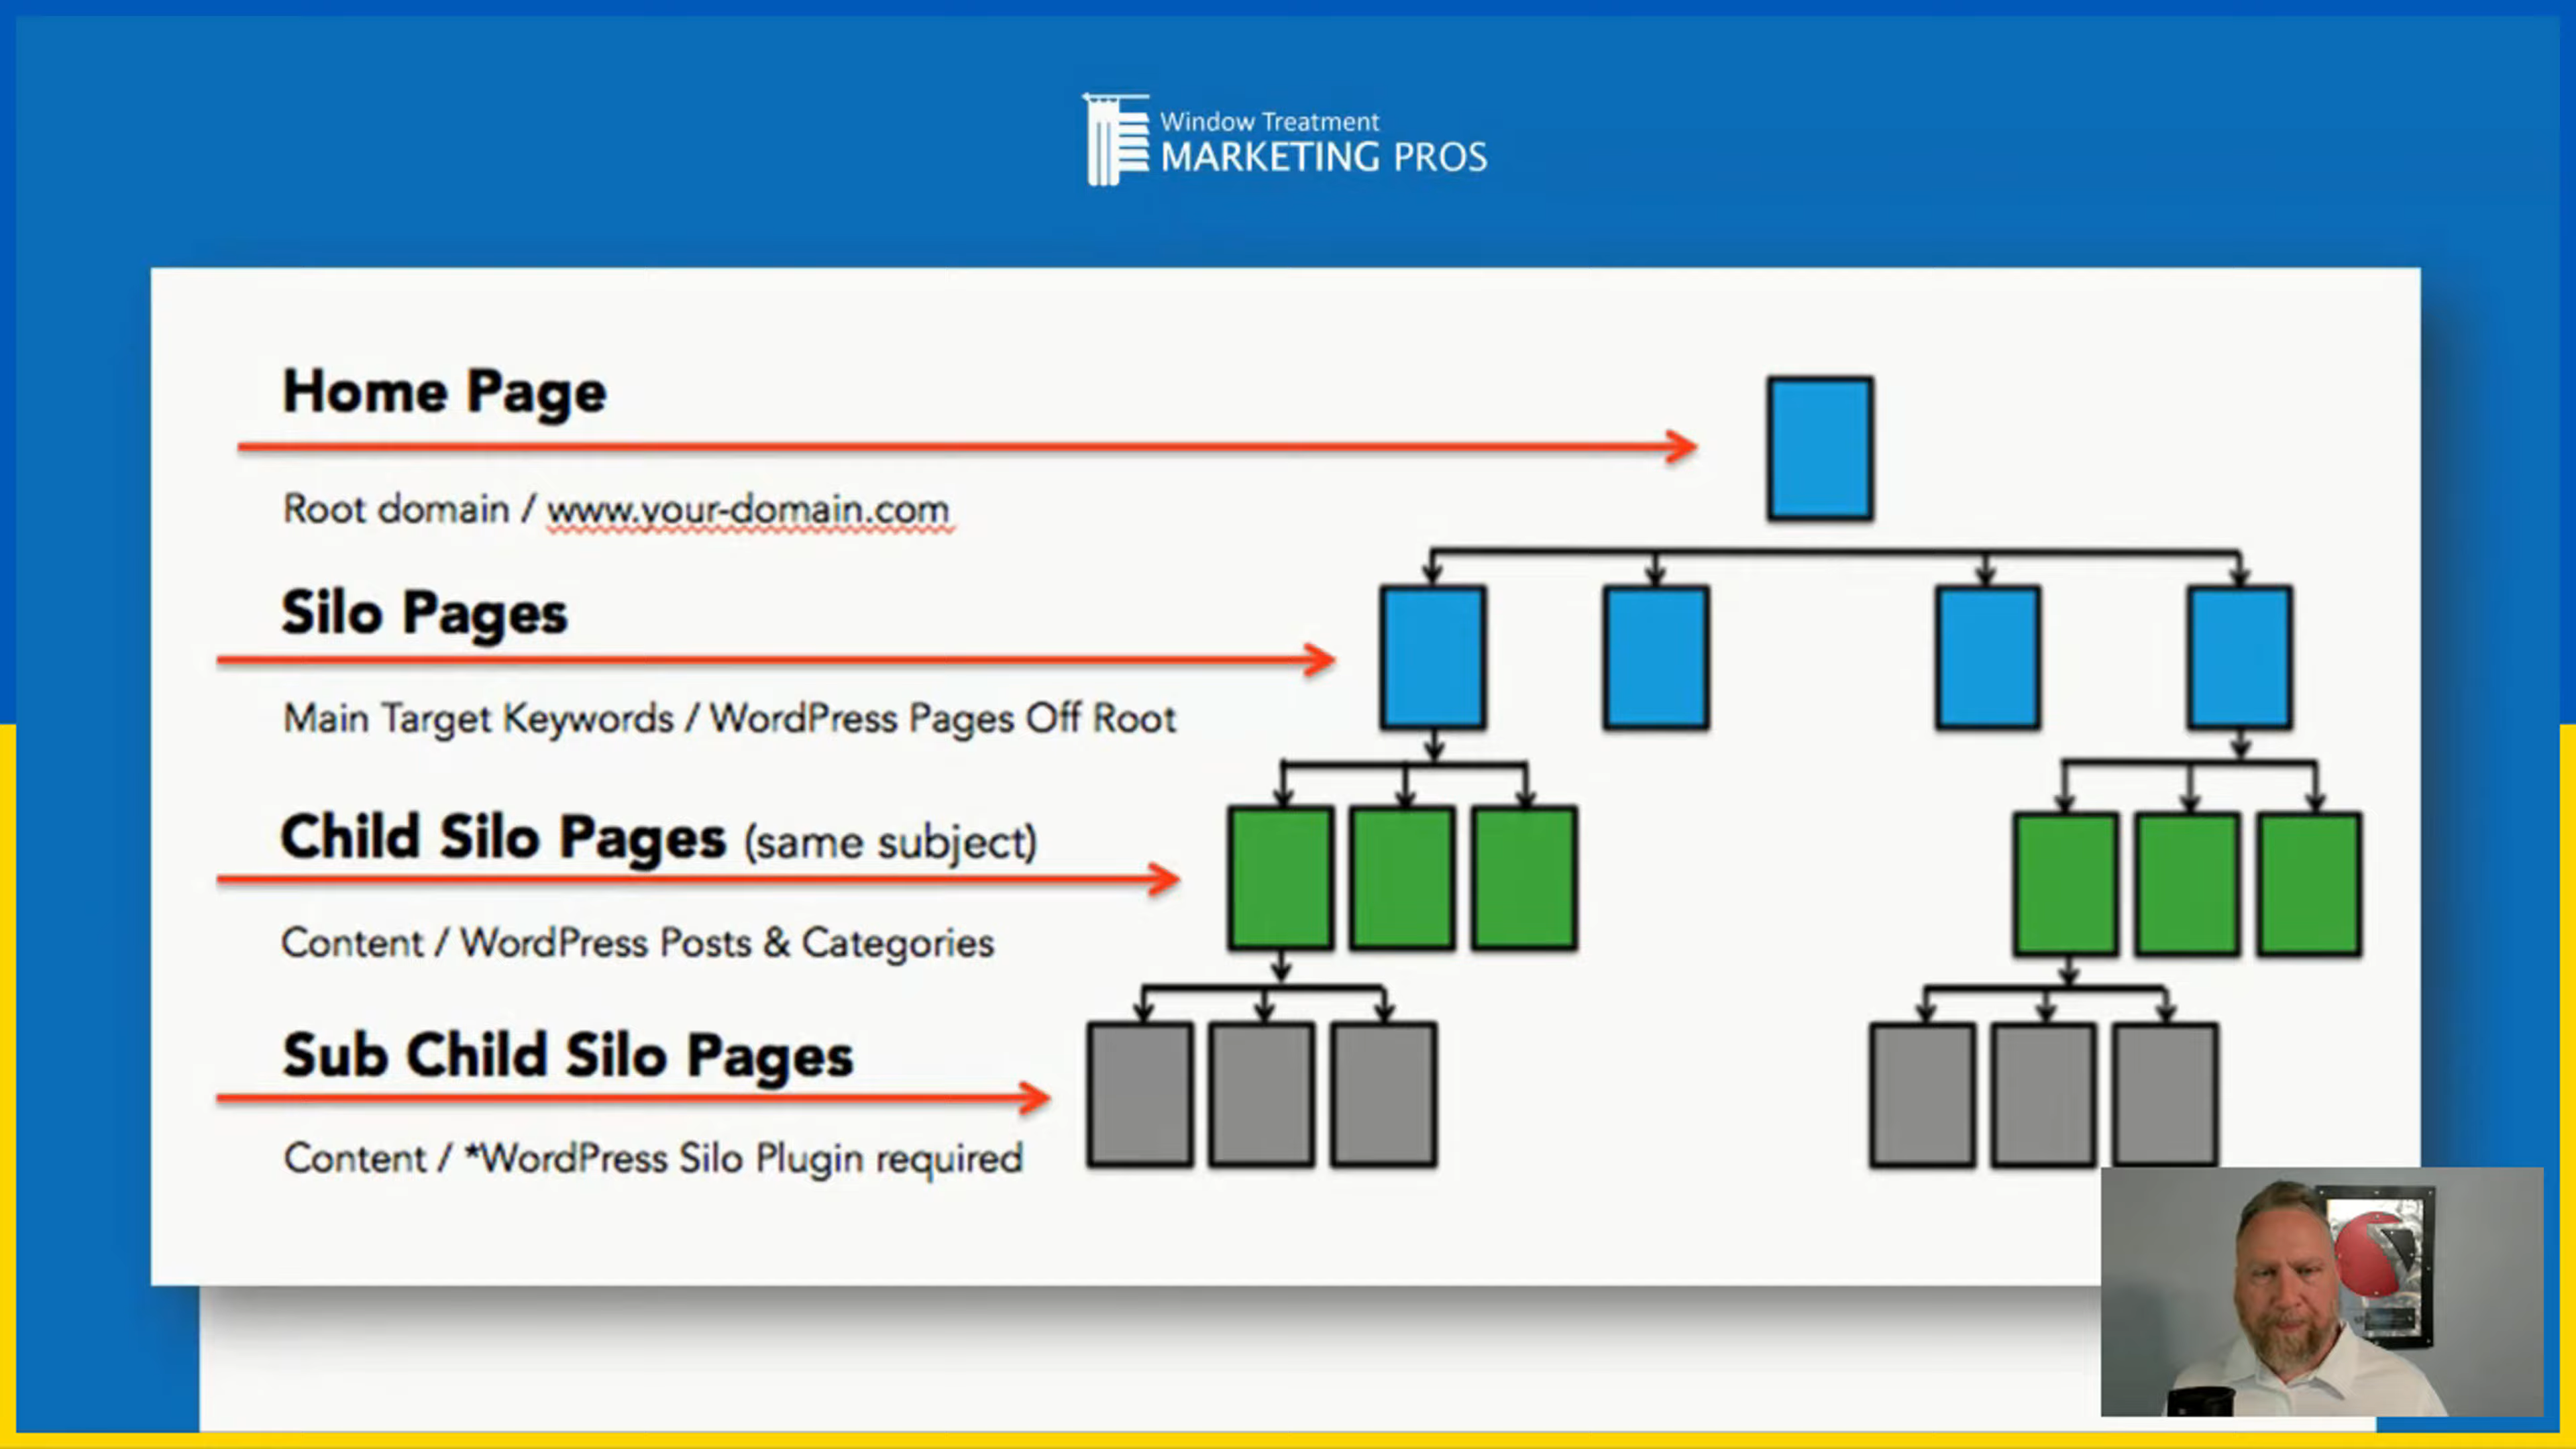 Window Treatment
MARKETING PROS
Home Page
Root domain / www.your-domain.com
Silo Pages
Main Target Keywords / WordPress Pages Off Root
Child Silo Pages (same subject)
Content / WordPress Posts & Categories
Sub Child Silo Pages
Content / *WordPress Silo Plugin required